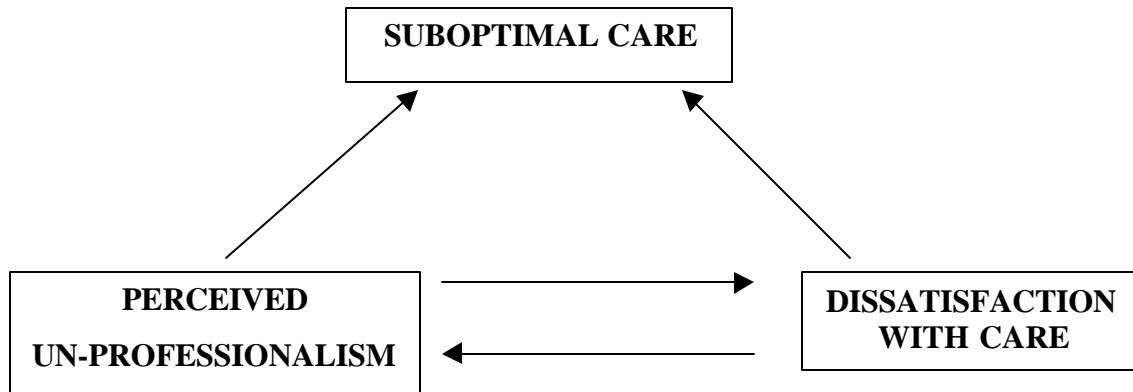 SUBOPTIMAL CARE
PERCEIVED
UN-PROFESSIONALISM
DISSATISFACTION
WITH CARE